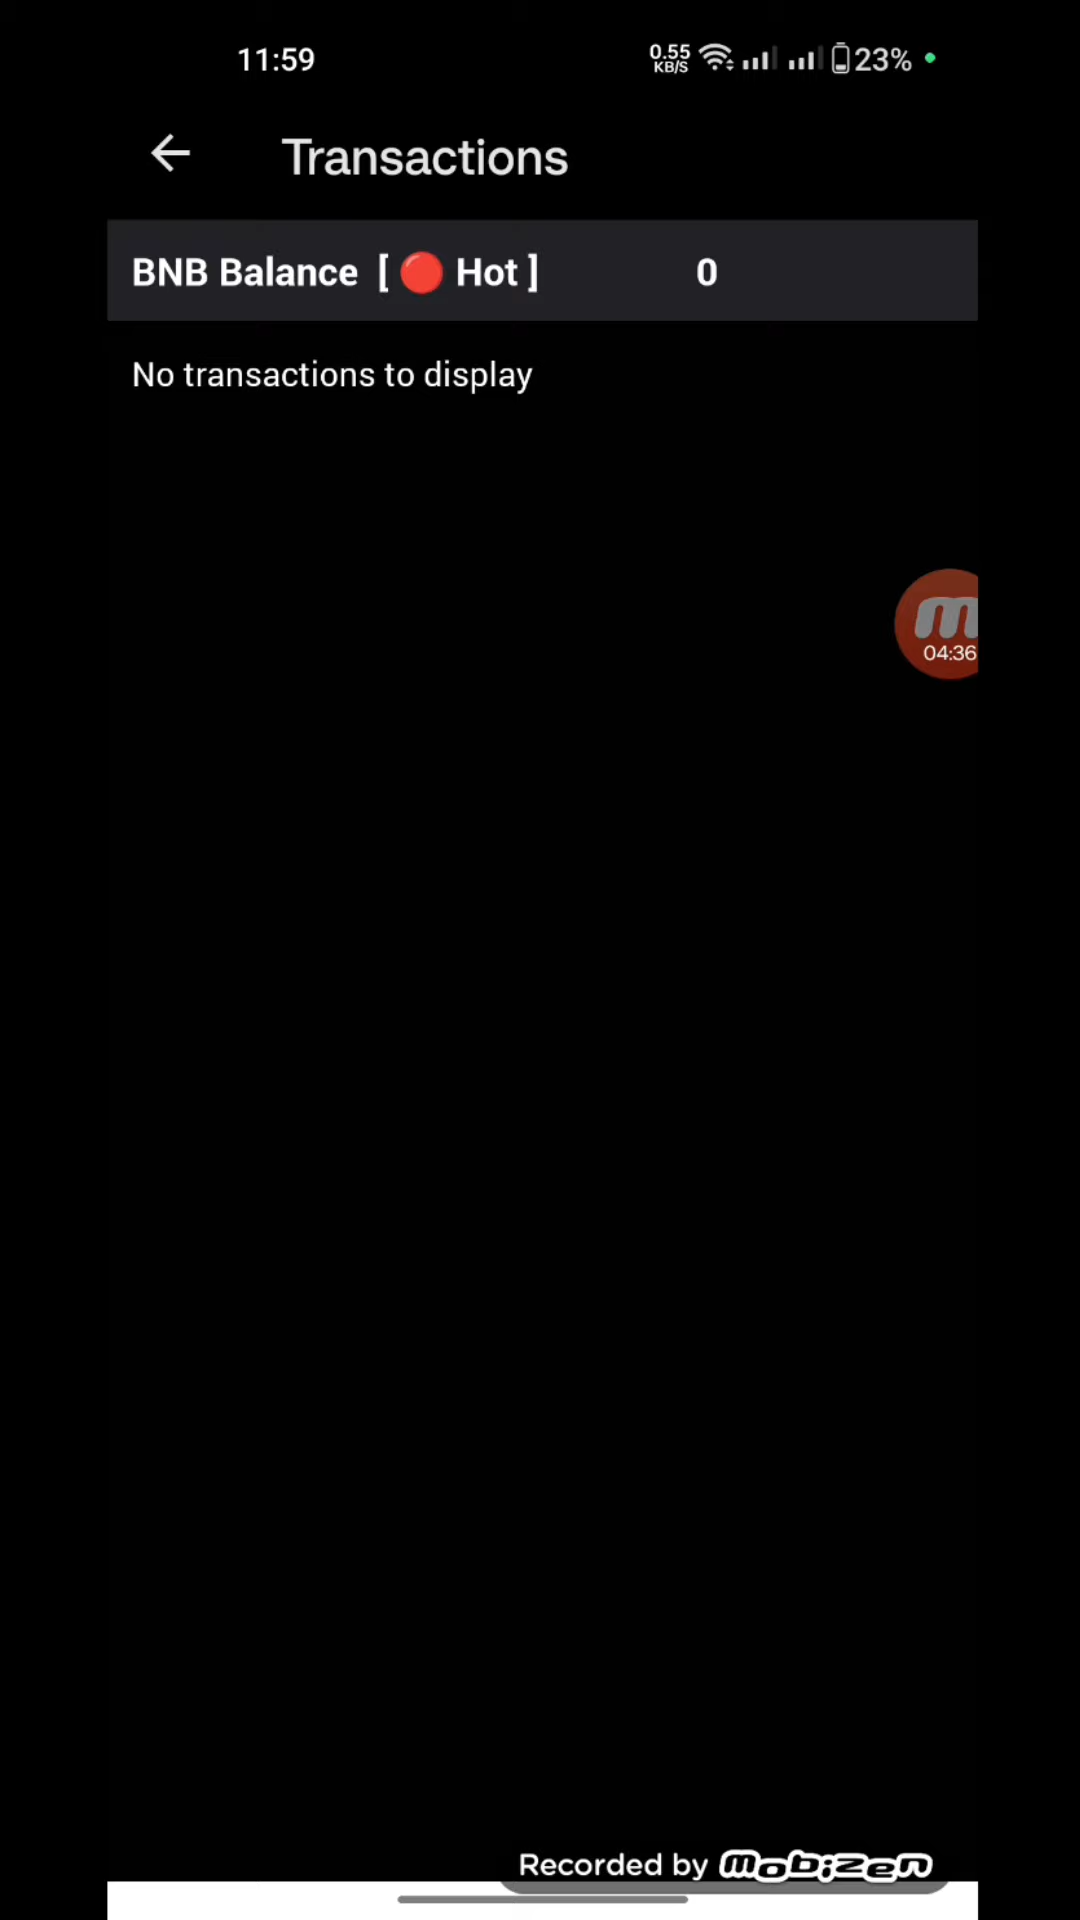 11:59
0.55 KB/S
23%
Transactions
BNB Balance [ 🔴 Hot ] 0
No transactions to display
04:36
Recorded by mobizen